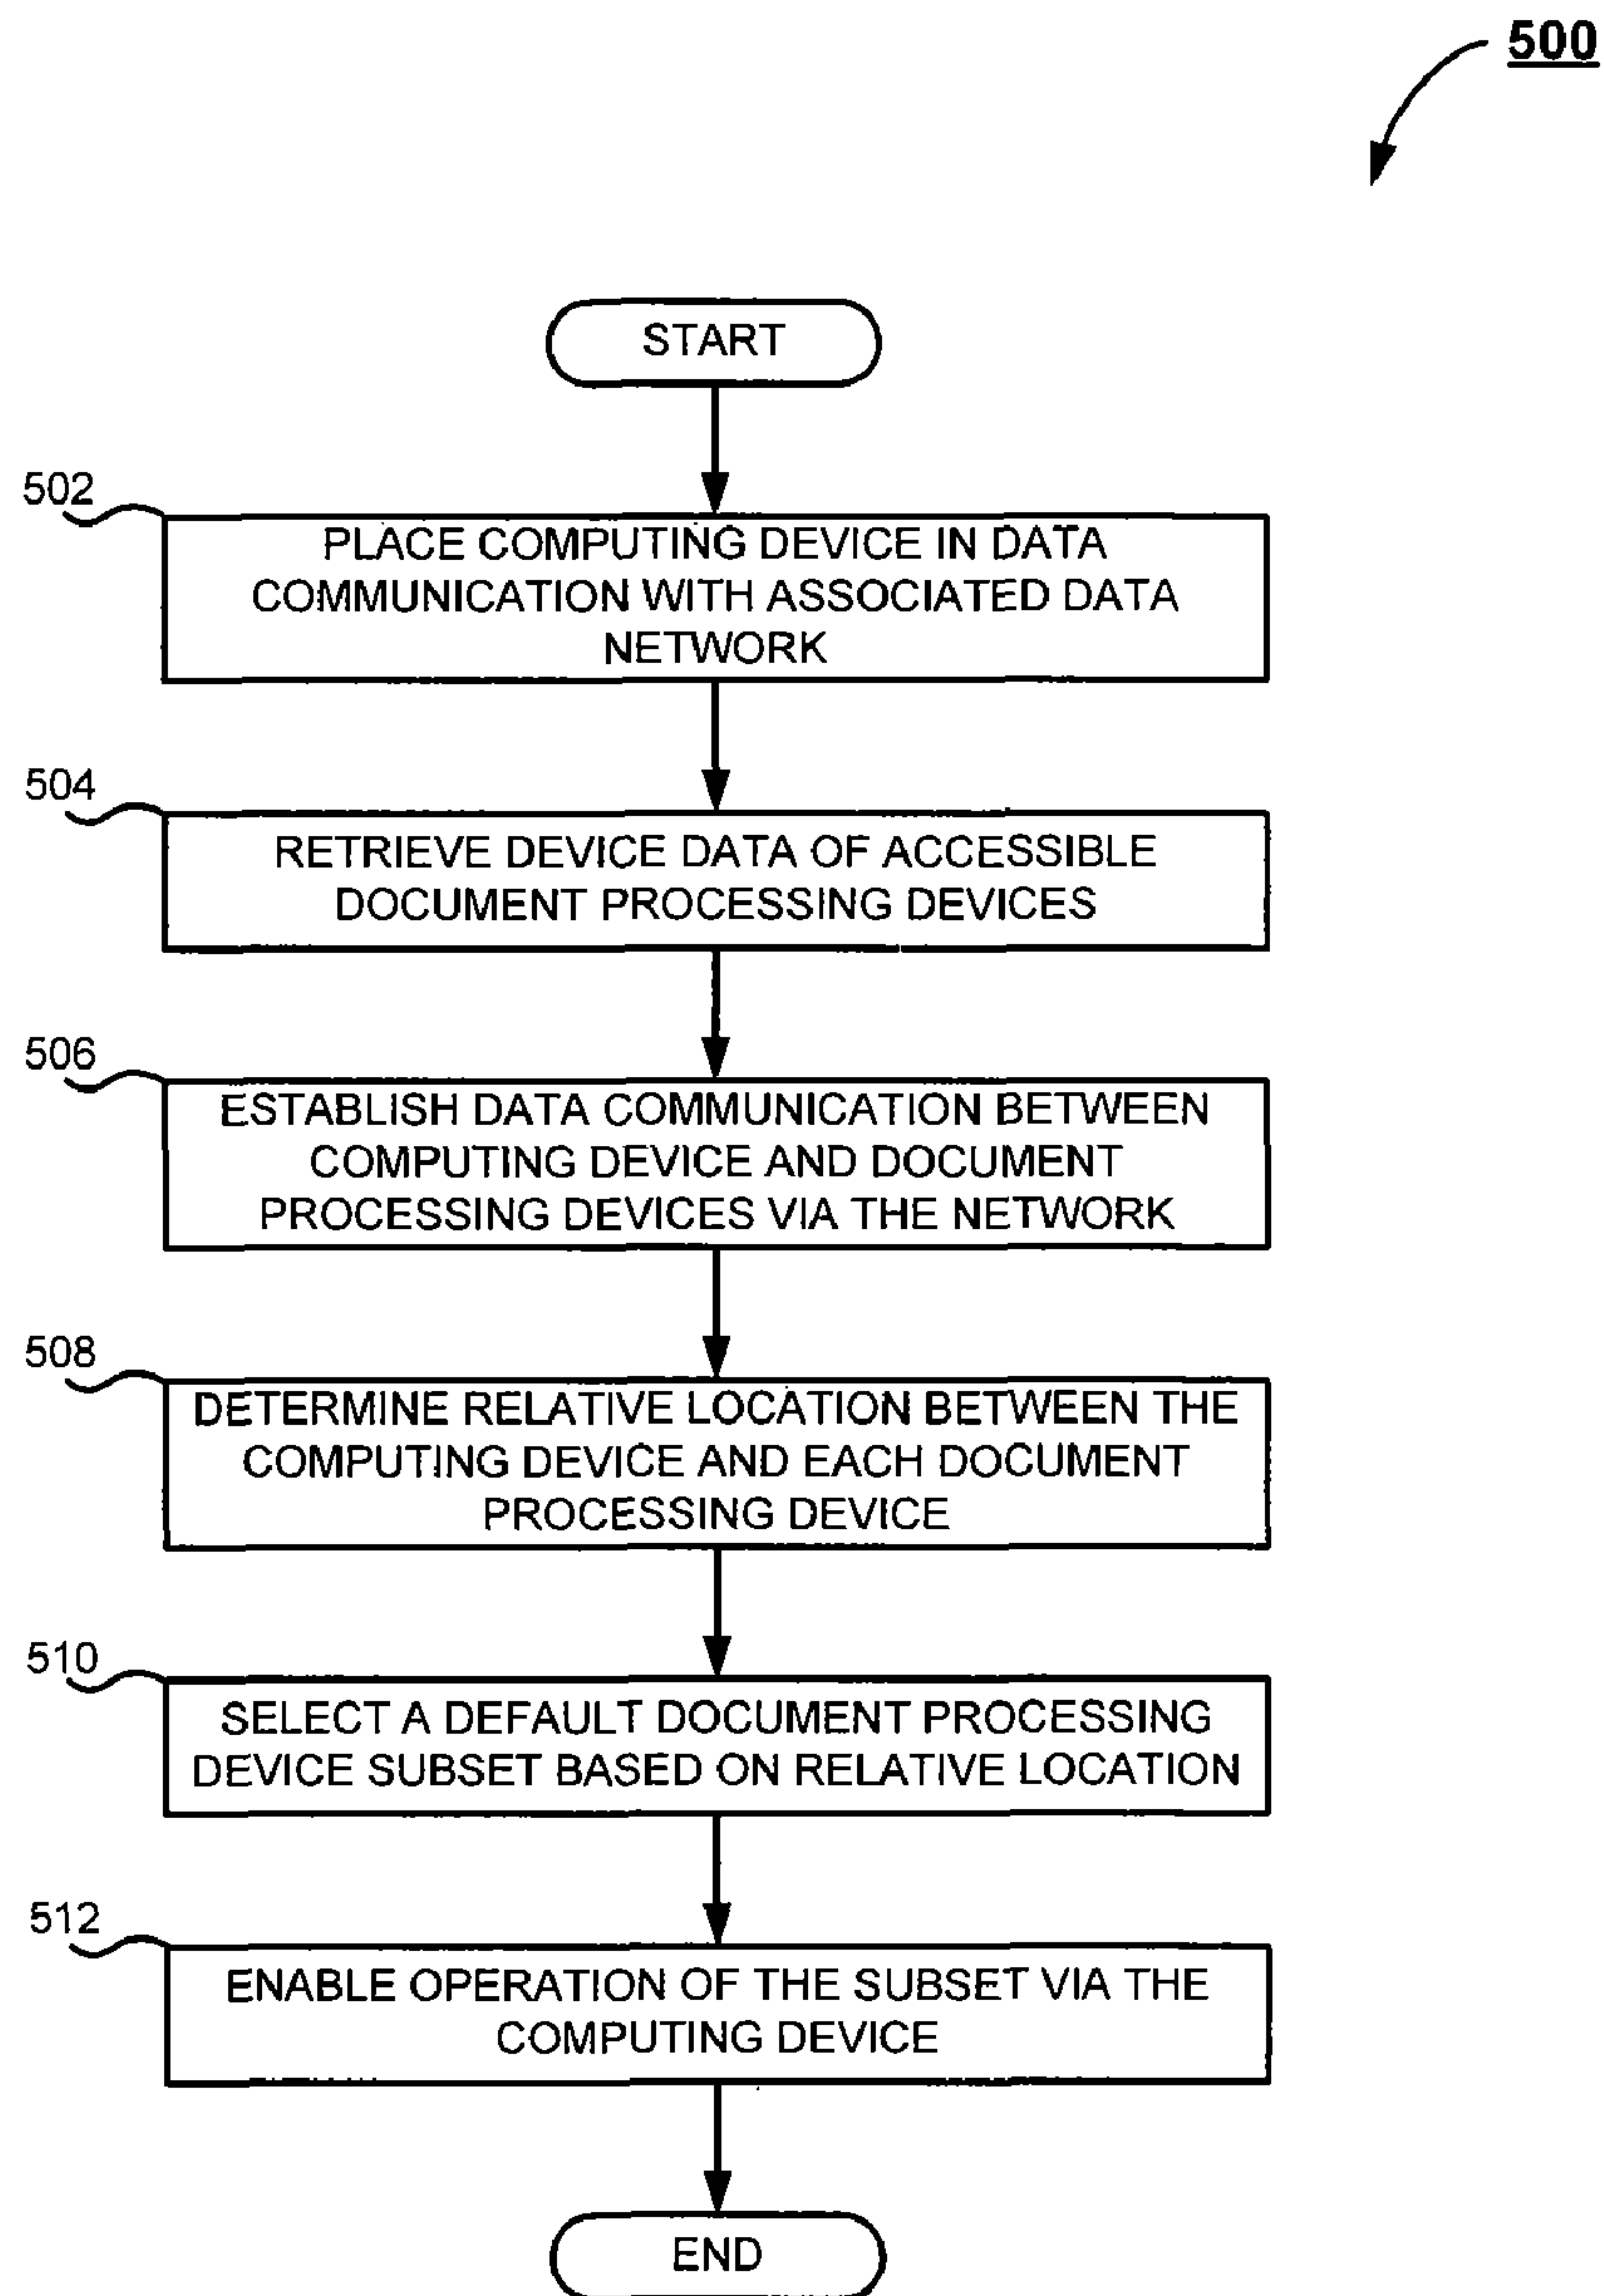 500
START
502
PLACE COMPUTING DEVICE IN DATA
COMMUNICATION WITH ASSOCIATED DATA
NETWORK
504
RETRIEVE DEVICE DATA OF ACCESSIBLE
DOCUMENT PROCESSING DEVICES
506
ESTABLISH DATA COMMUNICATION BETWEEN
COMPUTING DEVICE AND DOCUMENT
PROCESSING DEVICES VIA THE NETWORK
508
DETERMINE RELATIVE LOCATION BETWEEN THE
COMPUTING DEVICE AND EACH DOCUMENT
PROCESSING DEVICE
510
SELECT A DEFAULT DOCUMENT PROCESSING
DEVICE SUBSET BASED ON RELATIVE LOCATION
512
ENABLE OPERATION OF THE SUBSET VIA THE
COMPUTING DEVICE
END